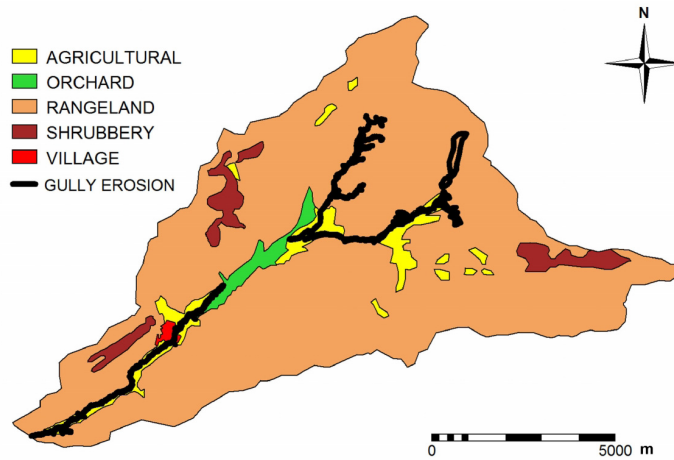 N
AGRICULTURAL
ORCHARD
RANGELAND
SHRUBBERY
VILLAGE
GULLY EROSION
0 5000 m